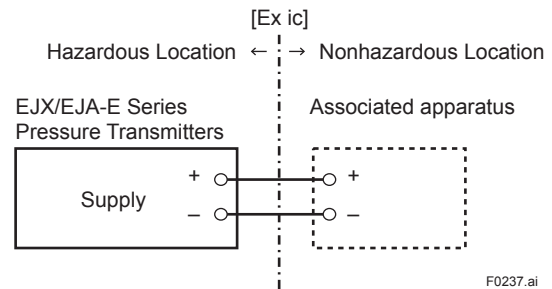 [Ex ic]
Hazardous Location ← → Nonhazardous Location
EJX/EJA-E Series
Pressure Transmitters
Associated apparatus
+ +
Supply
– –
F0237.ai